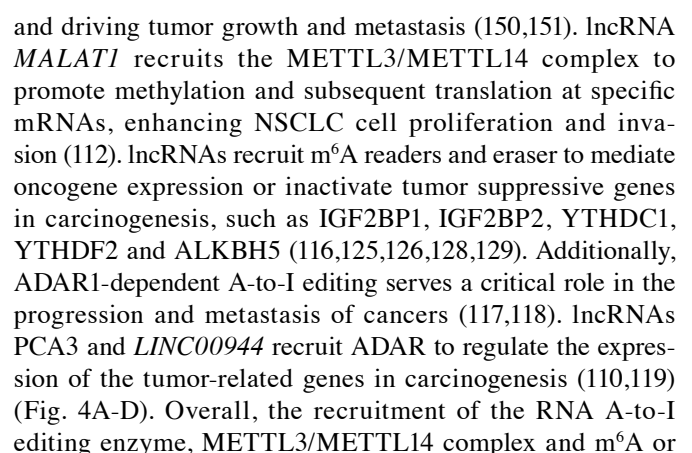 and driving tumor growth and metastasis (150,151). lncRNA
MALAT1 recruits the METTL3/METTL14 complex to
promote methylation and subsequent translation at specific
mRNAs, enhancing NSCLC cell proliferation and inva-
sion (112). lncRNAs recruit m⁶A readers and eraser to mediate
oncogene expression or inactivate tumor suppressive genes
in carcinogenesis, such as IGF2BP1, IGF2BP2, YTHDC1,
YTHDF2 and ALKBH5 (116,125,126,128,129). Additionally,
ADAR1-dependent A-to-I editing serves a critical role in the
progression and metastasis of cancers (117,118). lncRNAs
PCA3 and LINC00944 recruit ADAR to regulate the expres-
sion of the tumor-related genes in carcinogenesis (110,119)
(Fig. 4A-D). Overall, the recruitment of the RNA A-to-I
editing enzyme, METTL3/METTL14 complex and m⁶A or